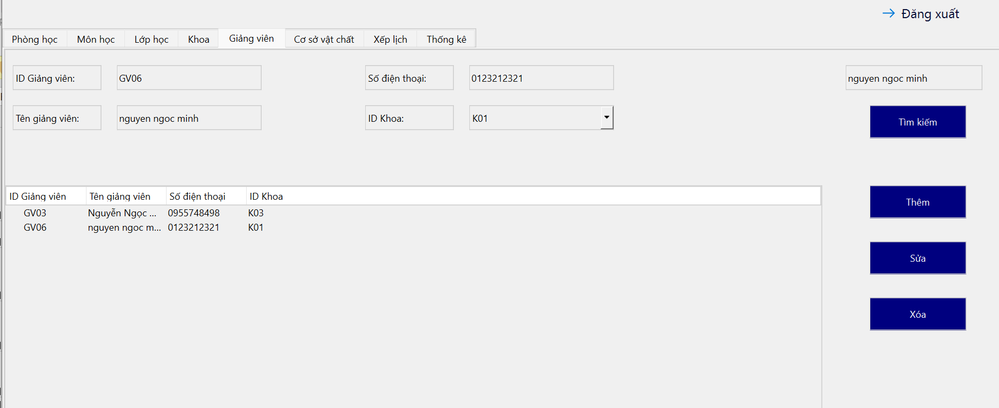 Đăng xuất
Phòng học Môn học Lớp học Khoa Giảng viên Cơ sở vật chất Xếp lịch Thống kê
ID Giảng viên: GV06 Số điện thoại: 0123212321 nguyen ngoc minh
Tên giảng viên: nguyen ngoc minh ID Khoa: K01 Tìm kiếm
ID Giảng viên Tên giảng viên Số điện thoại ID Khoa
GV03 Nguyễn Ngọc ... 0955748498 K03
GV06 nguyen ngoc m... 0123212321 K01
Thêm
Sửa
Xóa